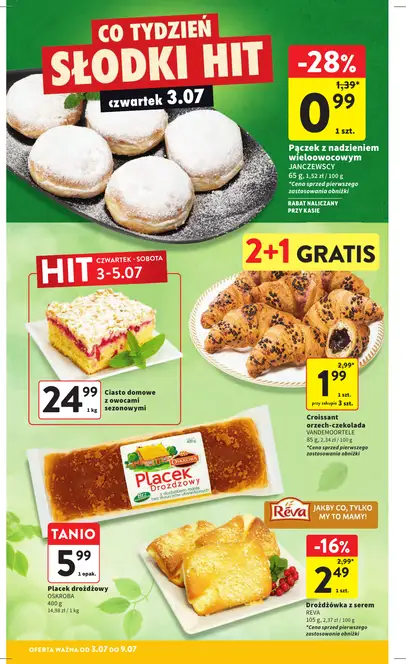 CO TYDZIEŃ
SŁODKI HIT
czwartek 3.07
-28%
1,39*
0 99
1 szt.
Pączek z nadzieniem
wieloowocowym
JANCZEWSCY
65 g, 1,52 zł / 100 g
*Cena sprzed pierwszego
zastosowania obniżki
RABAT NALICZANY
PRZY KASIE
2+1 GRATIS
HIT
CZWARTEK - SOBOTA
3-5.07
24 99
1 kg
Ciasto domowe
z owocami
sezonowymi
2,99*
1 99
przy zakupie 3 szt.
Croissant
orzech-czekolada
VANDEMOORTELE
85 g, 2,34 zł / 100 g
*Cena sprzed pierwszego
zastosowania obniżki
Placek
Drożdżowy
TANIO
5 99
1 opak.
Placek drożdżowy
OSKROBA
400 g
14,98 zł / 1 kg
Rêva
JAKBY CO, TYLKO
MY TO MAMY!
-16%
2,99*
2 49
1 szt.
Drożdżówka z serem
REVA
105 g, 2,37 zł / 100 g
*Cena sprzed pierwszego
zastosowania obniżki
OFERTA WAŻNA OD 3.07 DO 9.07